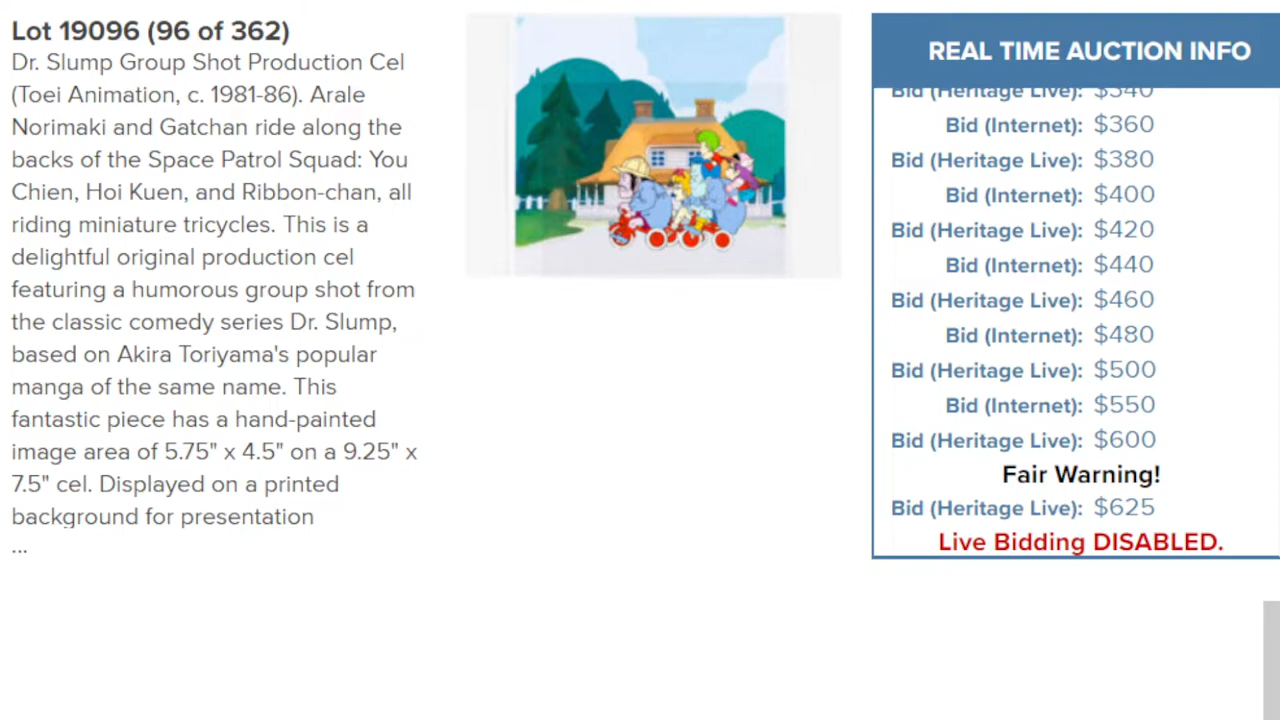 Lot 19096 (96 of 362)
Dr. Slump Group Shot Production Cel
(Toei Animation, c. 1981-86). Arale
Norimaki and Gatchan ride along the
backs of the Space Patrol Squad: You
Chien, Hoi Kuen, and Ribbon-chan, all
riding miniature tricycles. This is a
delightful original production cel
featuring a humorous group shot from
the classic comedy series Dr. Slump,
based on Akira Toriyama's popular
manga of the same name. This
fantastic piece has a hand-painted
image area of 5.75" x 4.5" on a 9.25" x
7.5" cel. Displayed on a printed
background for presentation
...
REAL TIME AUCTION INFO
Bid (Heritage Live): $340
Bid (Internet): $360
Bid (Heritage Live): $380
Bid (Internet): $400
Bid (Heritage Live): $420
Bid (Internet): $440
Bid (Heritage Live): $460
Bid (Internet): $480
Bid (Heritage Live): $500
Bid (Internet): $550
Bid (Heritage Live): $600
Fair Warning!
Bid (Heritage Live): $625
Live Bidding DISABLED.